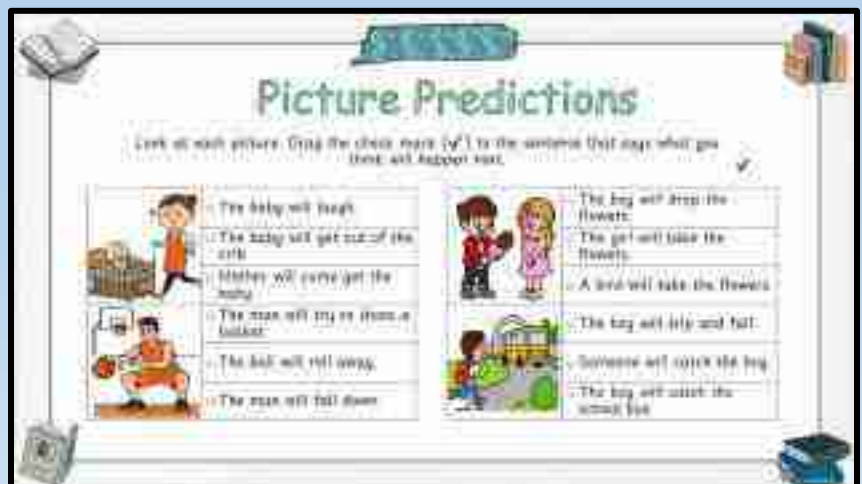 Picture Predictions
Look at each picture. Drag the check mark (✔) to the sentence that says what you
think will happen next.
✔
The baby will laugh
The baby will get out of the
crib
Mother will come get the
baby
The man will try to shoot a
basket
The ball will roll away.
The man will fall down
The boy will drop the
flowers
The girl will take the
flowers.
A bird will take the flowers
The boy will trip and fall
Someone will catch the boy
The boy will catch the
school bus